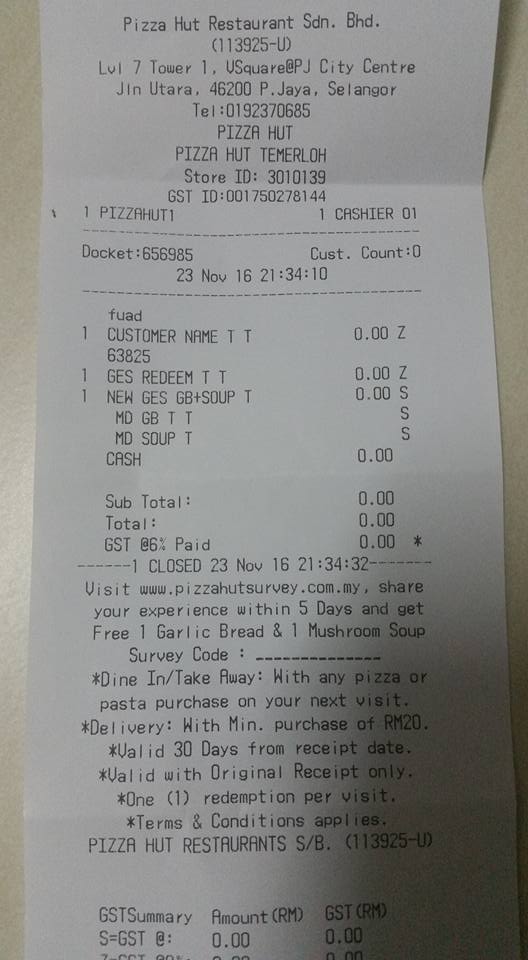 Pizza Hut Restaurant Sdn. Bhd.
(113925-U)
Lvl 7 Tower 1, VSquare@PJ City Centre
Jln Utara, 46200 P.Jaya, Selangor
Tel:0192370685
PIZZA HUT
PIZZA HUT TEMERLOH
Store ID: 3010139
GST ID:001750278144
1 PIZZAHUT1 1 CASHIER 01
Docket:656985 Cust. Count:0
23 Nov 16 21:34:10
fuad
1 CUSTOMER NAME T T 0.00 Z
63825
1 GES REDEEM T T 0.00 Z
1 NEW GES GB+SOUP T 0.00 S
MD GB T T S
MD SOUP T S
CASH 0.00
Sub Total: 0.00
Total: 0.00
GST @6% Paid 0.00 *
------1 CLOSED 23 Nov 16 21:34:32-------
Visit www.pizzahutsurvey.com.my, share
your experience within 5 Days and get
Free 1 Garlic Bread & 1 Mushroom Soup
Survey Code : _____________
*Dine In/Take Away: With any pizza or
pasta purchase on your next visit.
*Delivery: With Min. purchase of RM20.
*Valid 30 Days from receipt date.
*Valid with Original Receipt only.
*One (1) redemption per visit.
*Terms & Conditions applies.
PIZZA HUT RESTAURANTS S/B. (113925-U)
GSTSummary Amount(RM) GST(RM)
S=GST @: 0.00 0.00